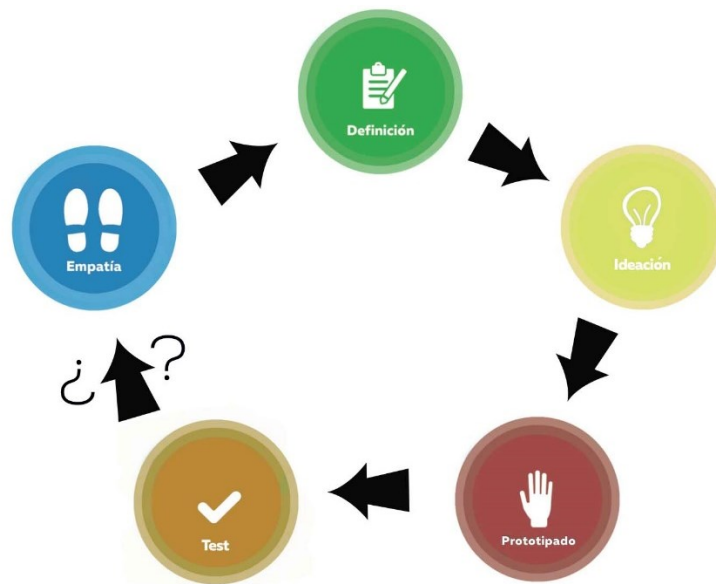 Definición
Empatía
Ideación
¿ ?
Test
Prototipado